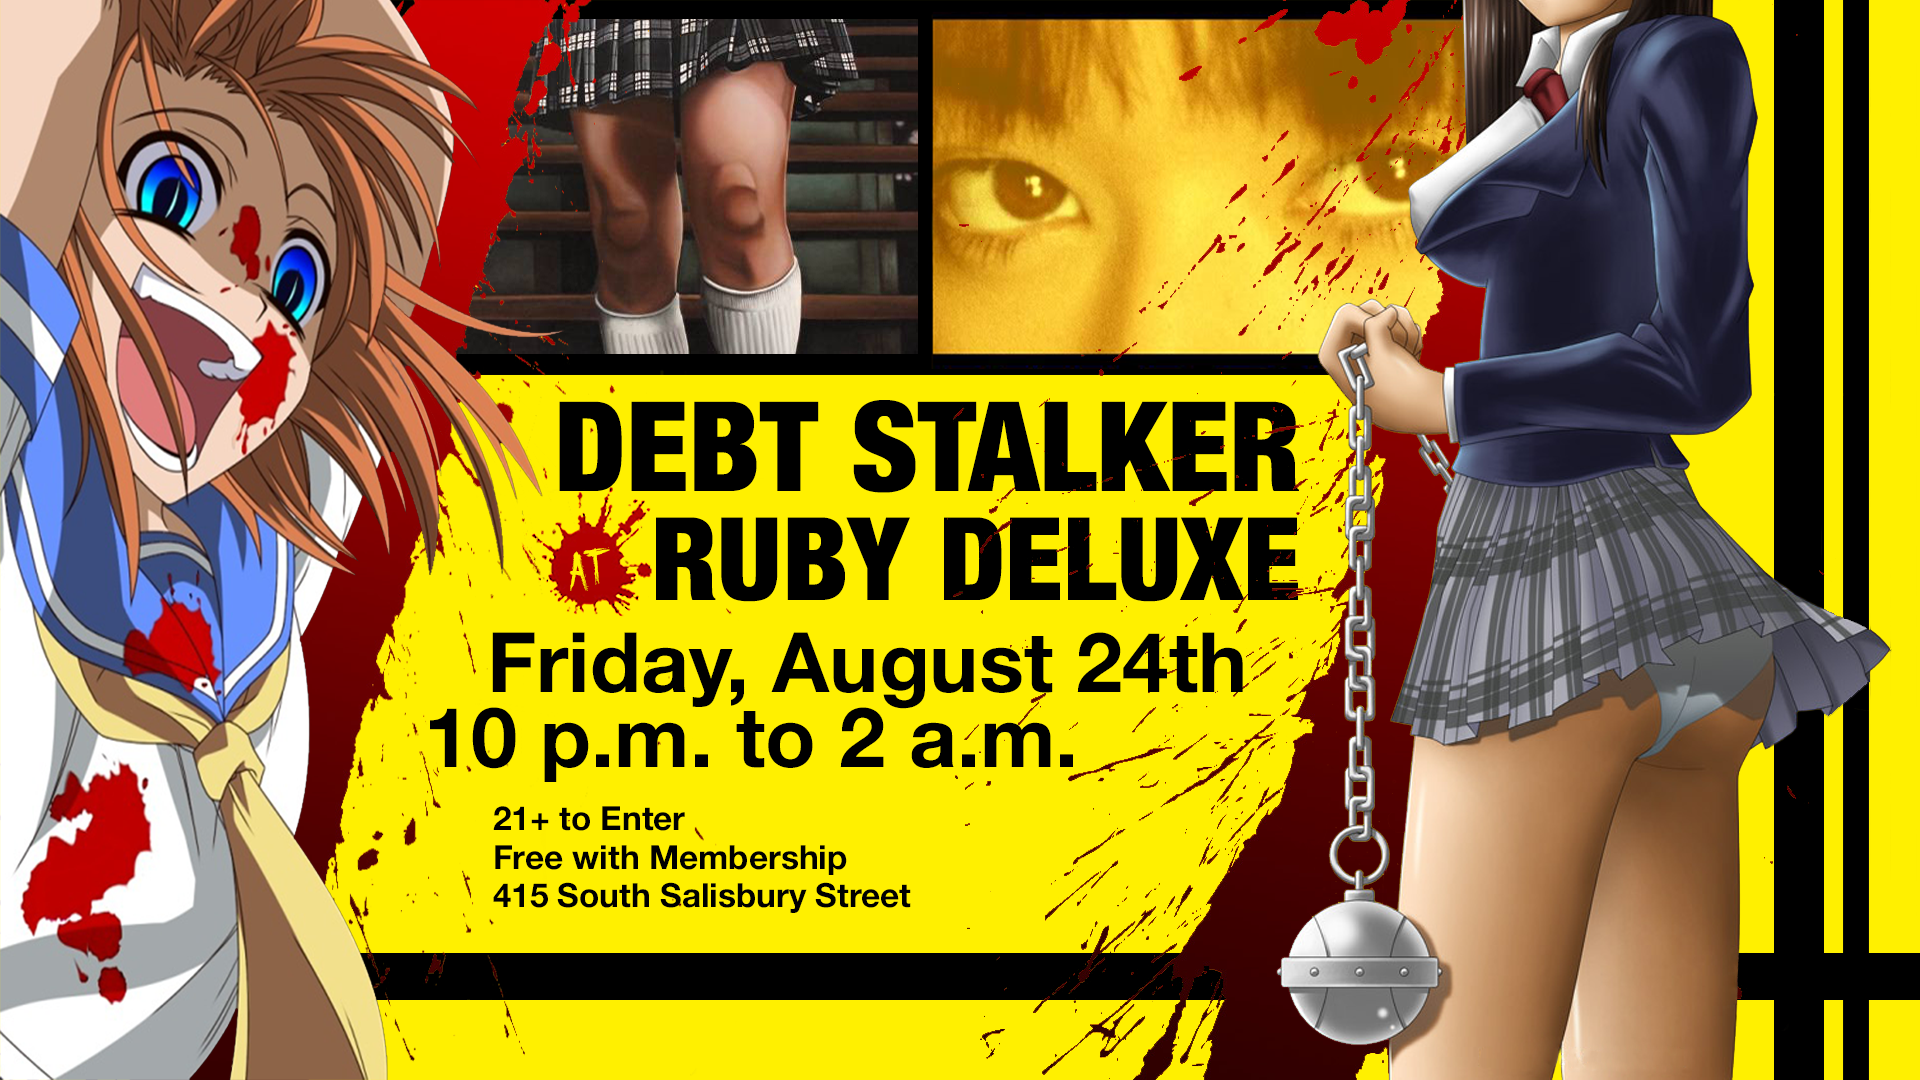 DEBT STALKER
AT RUBY DELUXE
Friday, August 24th
10 p.m. to 2 a.m.
21+ to Enter
Free with Membership
415 South Salisbury Street